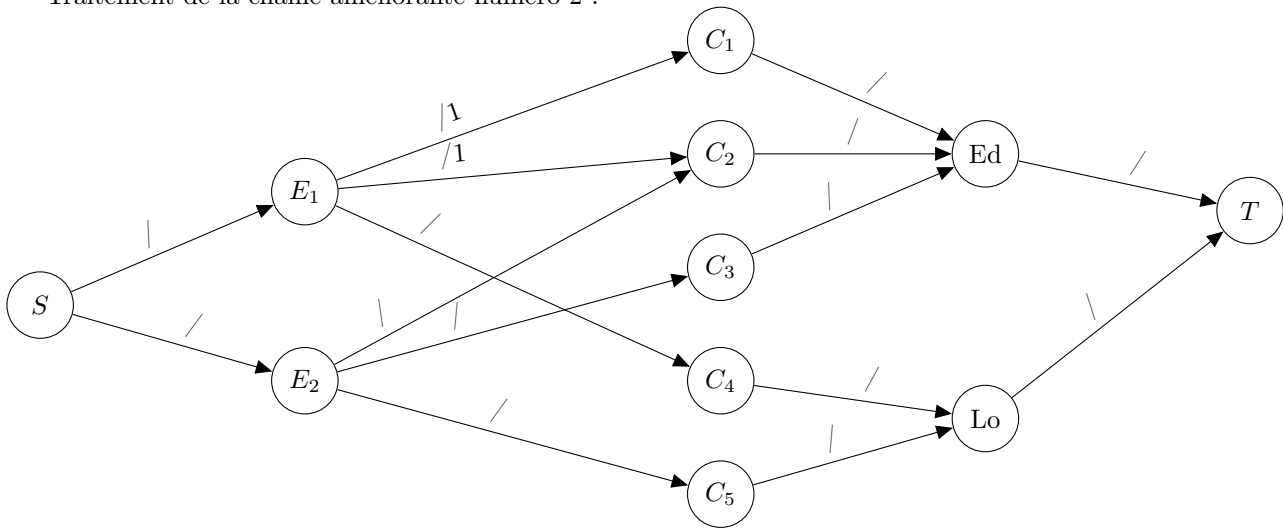 Traitement de la chaîne améliorante numéro 2 :
C1
/1
/1
C2
Ed
E1
T
C3
S
E2
C4
Lo
C5